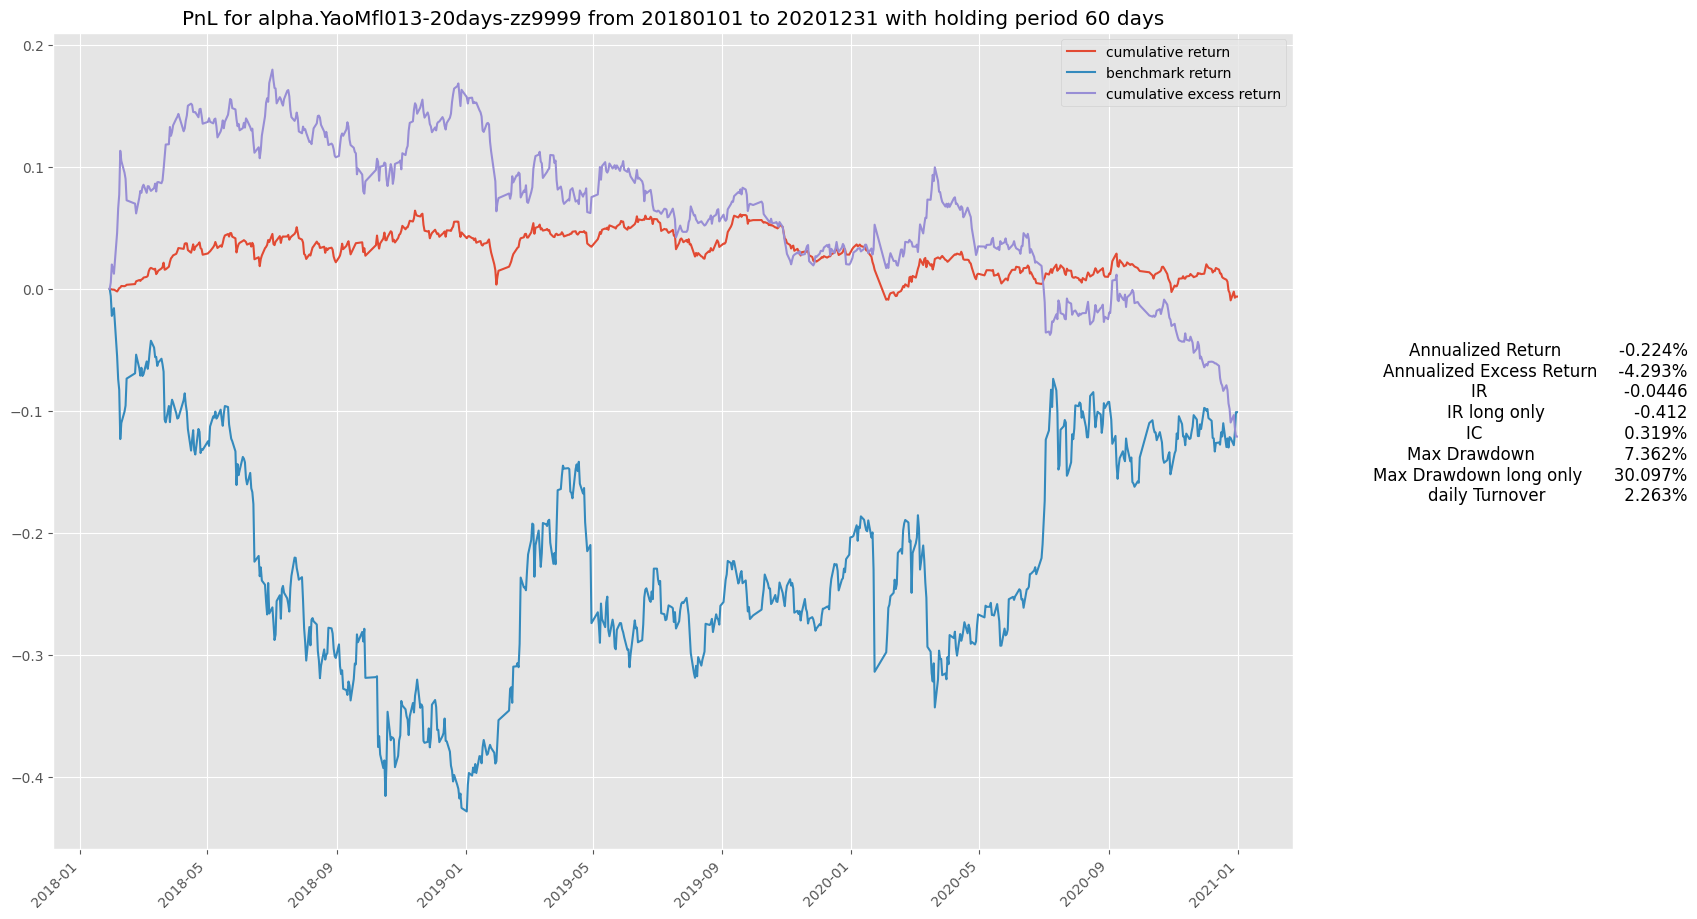 PnL for alpha.YaoMfl013-20days-zz9999 from 20180101 to 20201231 with holding period 60 days
cumulative return
benchmark return
cumulative excess return
0.2
0.1
0.0
−0.1
−0.2
−0.3
−0.4
2018-01
2018-05
2018-09
2019-01
2019-05
2019-09
2020-01
2020-05
2020-09
2021-01
Annualized Return -0.224%
Annualized Excess Return -4.293%
IR -0.0446
IR long only -0.412
IC 0.319%
Max Drawdown 7.362%
Max Drawdown long only 30.097%
daily Turnover 2.263%